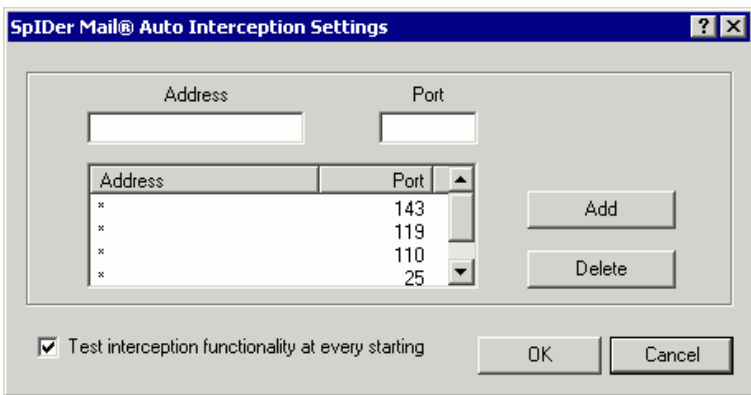 SpIDer Mail® Auto Interception Settings
Address Port
Address Port
* 143
* 119
* 110
* 25
Add
Delete
Test interception functionality at every starting
OK Cancel